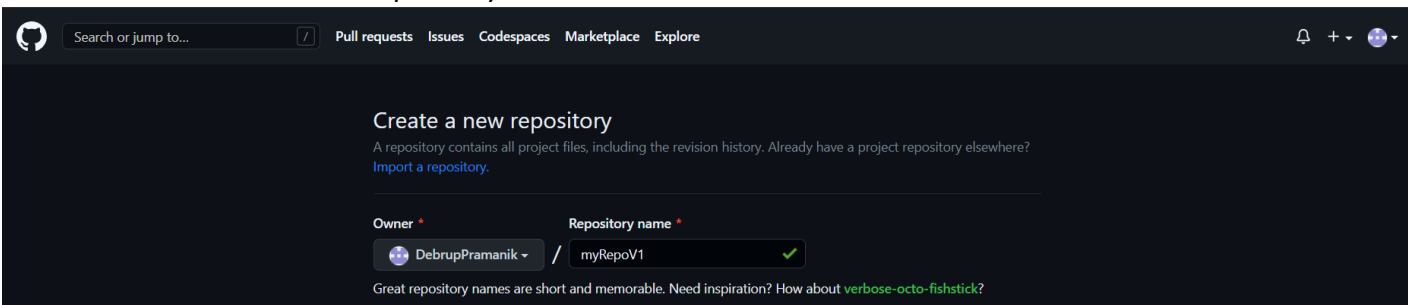 Search or jump to... /
Pull requests Issues Codespaces Marketplace Explore
Create a new repository
A repository contains all project files, including the revision history. Already have a project repository elsewhere?
Import a repository.
Owner * Repository name *
DebrupPramanik / myRepoV1
Great repository names are short and memorable. Need inspiration? How about verbose-octo-fishstick?